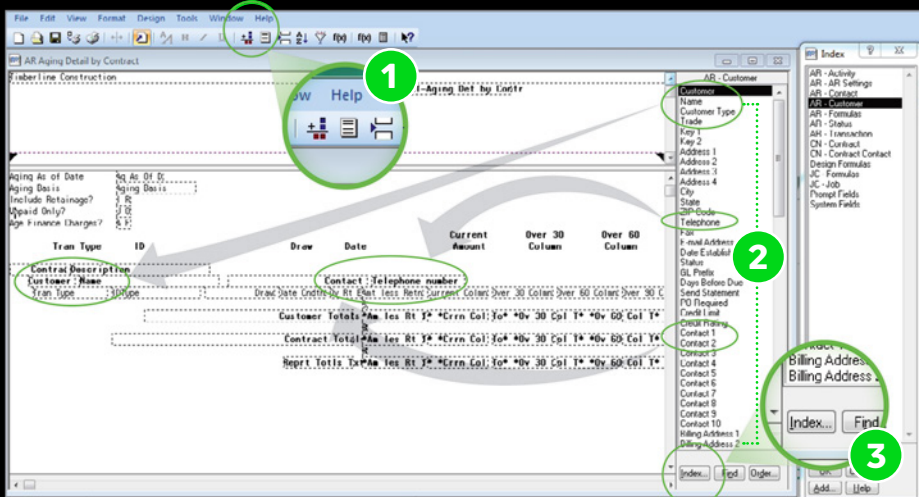 File Edit View Format Design Tools Window Help
AR Aging Detail by Contract
1
ow Help
Timberline Construction
-Aging Det by Contr
Aging As of Date
Aging Basis Aging Basis
Include Retainage?
Unpaid Only?
Age Finance Charges?
Current Over 30 Over 60
Tran Type ID Draw Date Amount Column Column
Contrac Description
Customer Name Contact Telephone number
Tran Type
Customer Totals
Contract Totals
AR - Customer
Customer
Name
Customer Type
Trade
Key 1
Key 2
Address 1
Address 2
Address 3
Address 4
City
State
ZIP Code
Telephone
Fax
E-mail Address
Date Establish
Status
GL Prefix
Days Before Due
Send Statement
PO Required
Credit Limit
Credit Rating
Contact 1
Contact 2
Contact 3
Contact 4
Contact 5
Contact 6
Contact 7
Contact 8
Contact 9
Contact 10
Billing Address 1
Billing Address 2
Index... Find Order...
2
Index
AR - Activity
AR - AR Settings
AR - Contact
AR - Customer
AR - Formulas
AR - Status
AR - Transaction
CN - Contract
CN - Contract Contact
Design Formulas
JC - Formulas
JC - Job
Prompt Fields
System Fields
Billing Address
Billing Address
Index... Find
3
OK
Add... Help